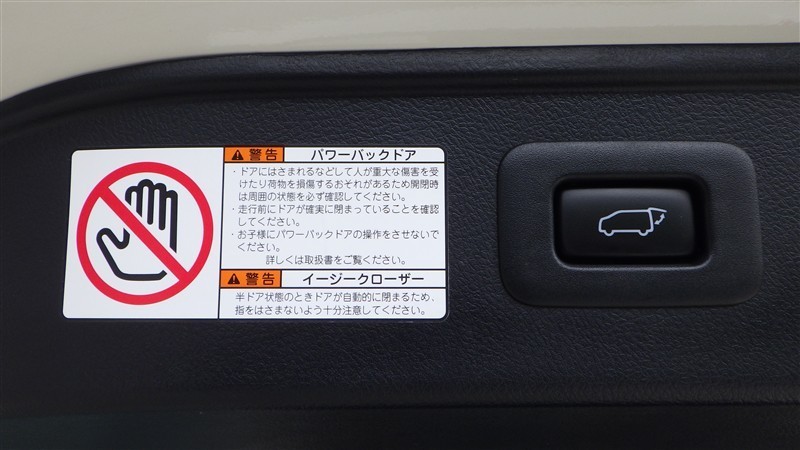 警告 パワーバックドア
・ドアにはさまれるなどして人が重大な傷害を受
けたり荷物を損傷するおそれがあるため開閉時
は周囲の状態を必ず確認してください。
・走行前にドアが確実に閉まっていることを確認
してください。
・お子様にパワーバックドアの操作をさせないで
ください。
詳しくは取扱書をご覧ください。
警告 イージークローザー
半ドア状態のときドアが自動的に閉まるため、
指をはさまないよう十分注意してください。